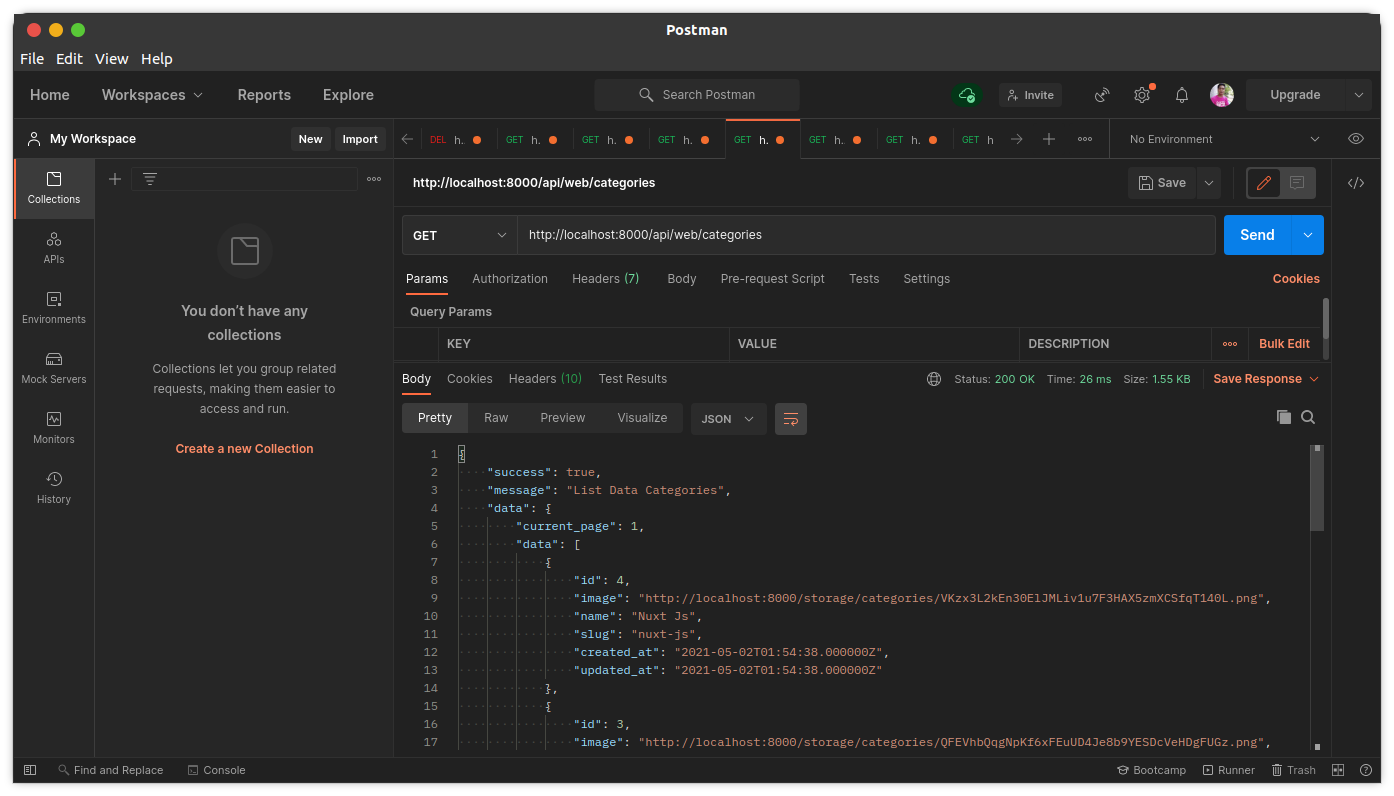 Postman
File Edit View Help
Home Workspaces Reports Explore Search Postman Invite Upgrade
My Workspace New Import DEL h. GET h. GET h. GET h. GET h. GET h. GET h. GET h No Environment
Collections
APIs
Environments
Mock Servers
Monitors
History
You don’t have any
collections
Collections let you group related
requests, making them easier to
access and run.
Create a new Collection
http://localhost:8000/api/web/categories Save
GET http://localhost:8000/api/web/categories Send
Params Authorization Headers (7) Body Pre-request Script Tests Settings Cookies
Query Params
KEY VALUE DESCRIPTION Bulk Edit
Body Cookies Headers (10) Test Results Status: 200 OK Time: 26 ms Size: 1.55 KB Save Response
Pretty Raw Preview Visualize JSON
1 {
2 "success": true,
3 "message": "List Data Categories",
4 "data": {
5 "current_page": 1,
6 "data": [
7 {
8 "id": 4,
9 "image": "http://localhost:8000/storage/categories/VKzx3L2kEn30ElJMLiv1u7F3HAX5zmXCSfqT140L.png",
10 "name": "Nuxt Js",
11 "slug": "nuxt-js",
12 "created_at": "2021-05-02T01:54:38.000000Z",
13 "updated_at": "2021-05-02T01:54:38.000000Z"
14 },
15 {
16 "id": 3,
17 "image": "http://localhost:8000/storage/categories/QFEVhbQqgNpKf6xFEuUD4Je8b9YESDcVeHDgFUGz.png",
Find and Replace Console Bootcamp Runner Trash